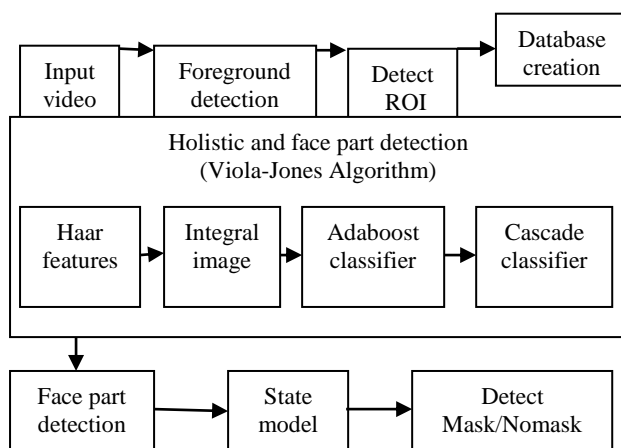 Input
video
Foreground
detection
Detect
ROI
Database
creation
Holistic and face part detection
(Viola-Jones Algorithm)
Haar
features
Integral
image
Adaboost
classifier
Cascade
classifier
Face part
detection
State
model
Detect
Mask/Nomask